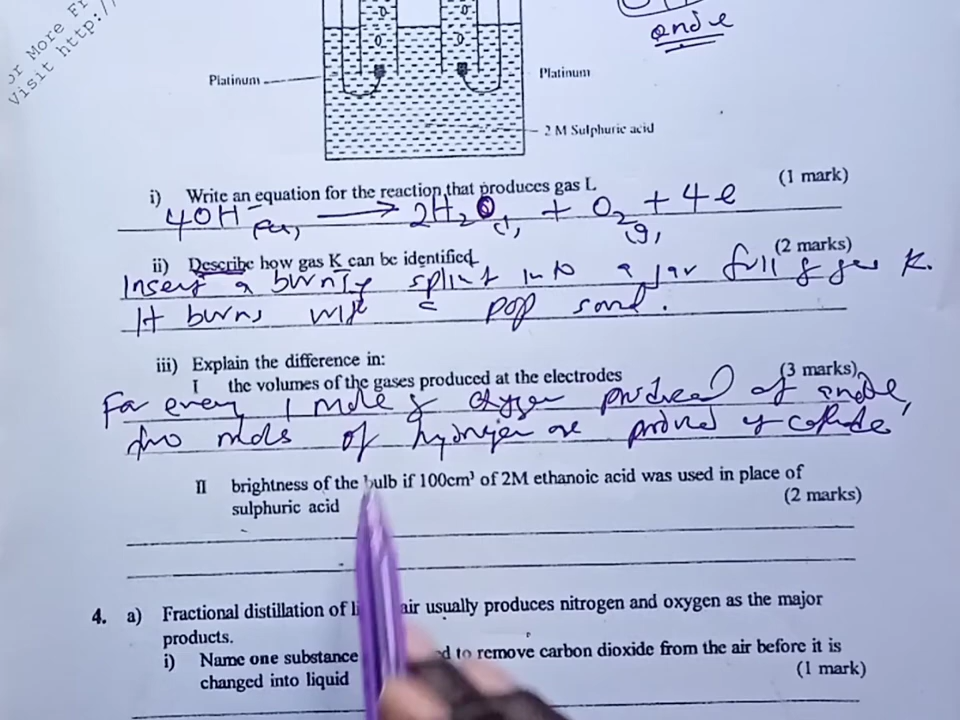 or More Fr
Visit http:/
ande
Platinum
Platinum
2 M Sulphuric acid
i) Write an equation for the reaction that produces gas L (1 mark)
4OH⁻(aq) → 2H₂O(l) + O₂(g) + 4e
ii) Describe how gas K can be identified (2 marks)
Insert a burning splint into a jar full of gas K.
It burns with a pop sound.
iii) Explain the difference in:
I the volumes of the gases produced at the electrodes (3 marks)
For every 1 mole of oxygen produced at anode,
two moles of hydrogen are produced at cathode
II brightness of the bulb if 100cm³ of 2M ethanoic acid was used in place of
sulphuric acid (2 marks)
4. a) Fractional distillation of air usually produces nitrogen and oxygen as the major
products.
i) Name one substance to remove carbon dioxide from the air before it is
changed into liquid (1 mark)